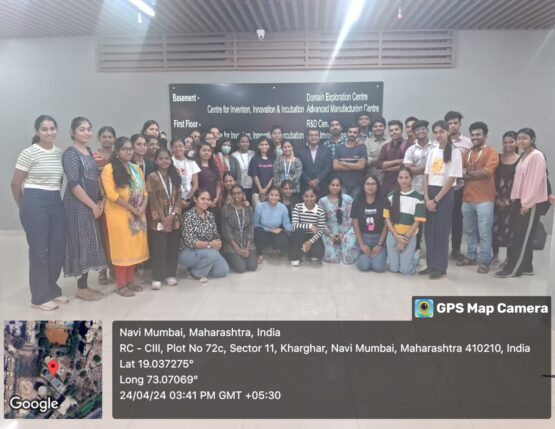 Basement -
Domain Exploration Centre
Centre for Invention, Innovation & Incubation
Advanced Manufacturing Centre
First Floor -
GPS Map Camera
Navi Mumbai, Maharashtra, India
RC - CIII, Plot No 72c, Sector 11, Kharghar, Navi Mumbai, Maharashtra 410210, India
Lat 19.037275°
Long 73.07069°
24/04/24 03:41 PM GMT +05:30
Google